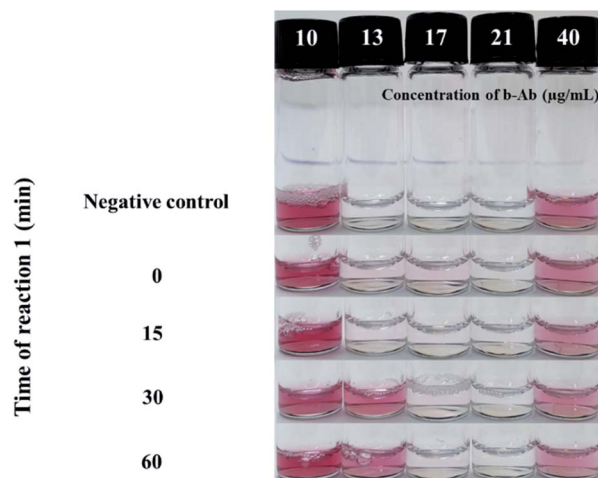 10 13 17 21 40
Concentration of b-Ab (µg/mL)
Time of reaction 1 (min)
Negative control
0
15
30
60